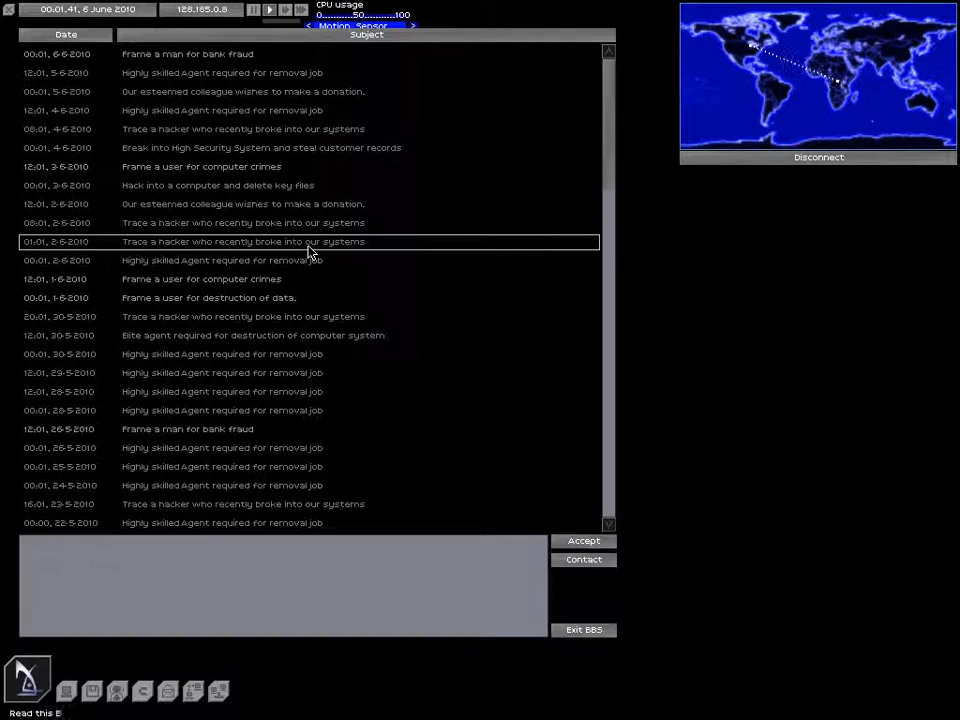 00:01.41, 6 June 2010
128.185.0.8
CPU usage
0..........50..........100
< Motion_Sensor >
Date Subject
00:01, 6-6-2010 Frame a man for bank fraud
12:01, 5-6-2010 Highly skilled Agent required for removal job
00:01, 5-6-2010 Our esteemed colleague wishes to make a donation.
12:01, 4-6-2010 Highly skilled Agent required for removal job
08:01, 4-6-2010 Trace a hacker who recently broke into our systems
00:01, 4-6-2010 Break into High Security System and steal customer records
12:01, 3-6-2010 Frame a user for computer crimes
00:01, 3-6-2010 Hack into a computer and delete key files
12:01, 2-6-2010 Our esteemed colleague wishes to make a donation.
08:01, 2-6-2010 Trace a hacker who recently broke into our systems
01:01, 2-6-2010 Trace a hacker who recently broke into our systems
00:01, 2-6-2010 Highly skilled Agent required for removal job
12:01, 1-6-2010 Frame a user for computer crimes
00:01, 1-6-2010 Frame a user for destruction of data.
20:01, 30-5-2010 Trace a hacker who recently broke into our systems
12:01, 30-5-2010 Elite agent required for destruction of computer system
00:01, 30-5-2010 Highly skilled Agent required for removal job
12:01, 29-5-2010 Highly skilled Agent required for removal job
12:01, 28-5-2010 Highly skilled Agent required for removal job
00:01, 28-5-2010 Highly skilled Agent required for removal job
12:01, 26-5-2010 Frame a man for bank fraud
00:01, 26-5-2010 Highly skilled Agent required for removal job
00:01, 25-5-2010 Highly skilled Agent required for removal job
00:01, 24-5-2010 Highly skilled Agent required for removal job
16:01, 23-5-2010 Trace a hacker who recently broke into our systems
00:00, 22-5-2010 Highly skilled Agent required for removal job
Disconnect
Accept
Contact
Exit BBS
Read this E